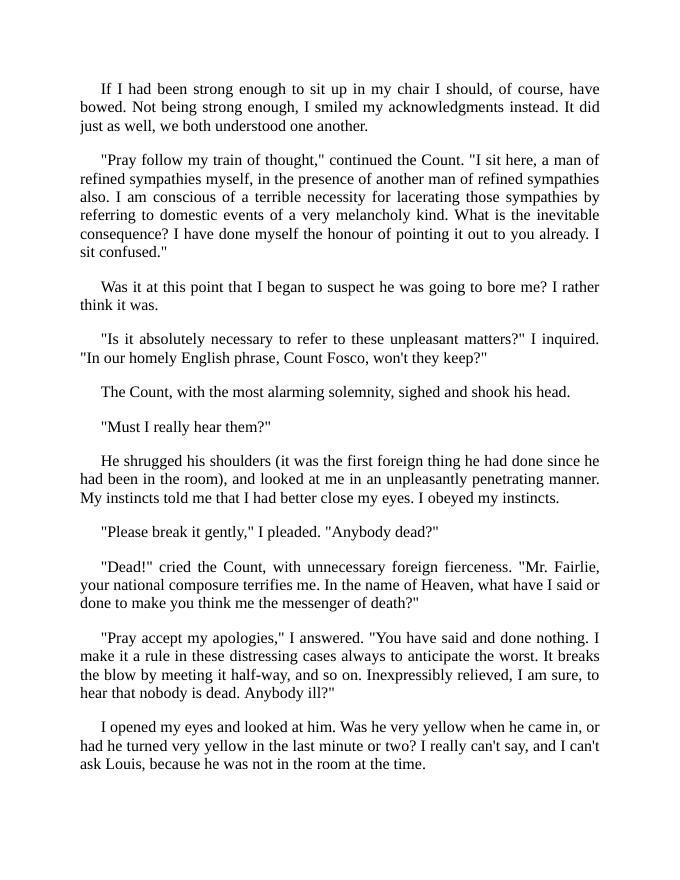 If I had been strong enough to sit up in my chair I should, of course, have
bowed. Not being strong enough, I smiled my acknowledgments instead. It did
just as well, we both understood one another.
"Pray follow my train of thought," continued the Count. "I sit here, a man of
refined sympathies myself, in the presence of another man of refined sympathies
also. I am conscious of a terrible necessity for lacerating those sympathies by
referring to domestic events of a very melancholy kind. What is the inevitable
consequence? I have done myself the honour of pointing it out to you already. I
sit confused."
Was it at this point that I began to suspect he was going to bore me? I rather
think it was.
"Is it absolutely necessary to refer to these unpleasant matters?" I inquired.
"In our homely English phrase, Count Fosco, won't they keep?"
The Count, with the most alarming solemnity, sighed and shook his head.
"Must I really hear them?"
He shrugged his shoulders (it was the first foreign thing he had done since he
had been in the room), and looked at me in an unpleasantly penetrating manner.
My instincts told me that I had better close my eyes. I obeyed my instincts.
"Please break it gently," I pleaded. "Anybody dead?"
"Dead!" cried the Count, with unnecessary foreign fierceness. "Mr. Fairlie,
your national composure terrifies me. In the name of Heaven, what have I said or
done to make you think me the messenger of death?"
"Pray accept my apologies," I answered. "You have said and done nothing. I
make it a rule in these distressing cases always to anticipate the worst. It breaks
the blow by meeting it half-way, and so on. Inexpressibly relieved, I am sure, to
hear that nobody is dead. Anybody ill?"
I opened my eyes and looked at him. Was he very yellow when he came in, or
had he turned very yellow in the last minute or two? I really can't say, and I can't
ask Louis, because he was not in the room at the time.